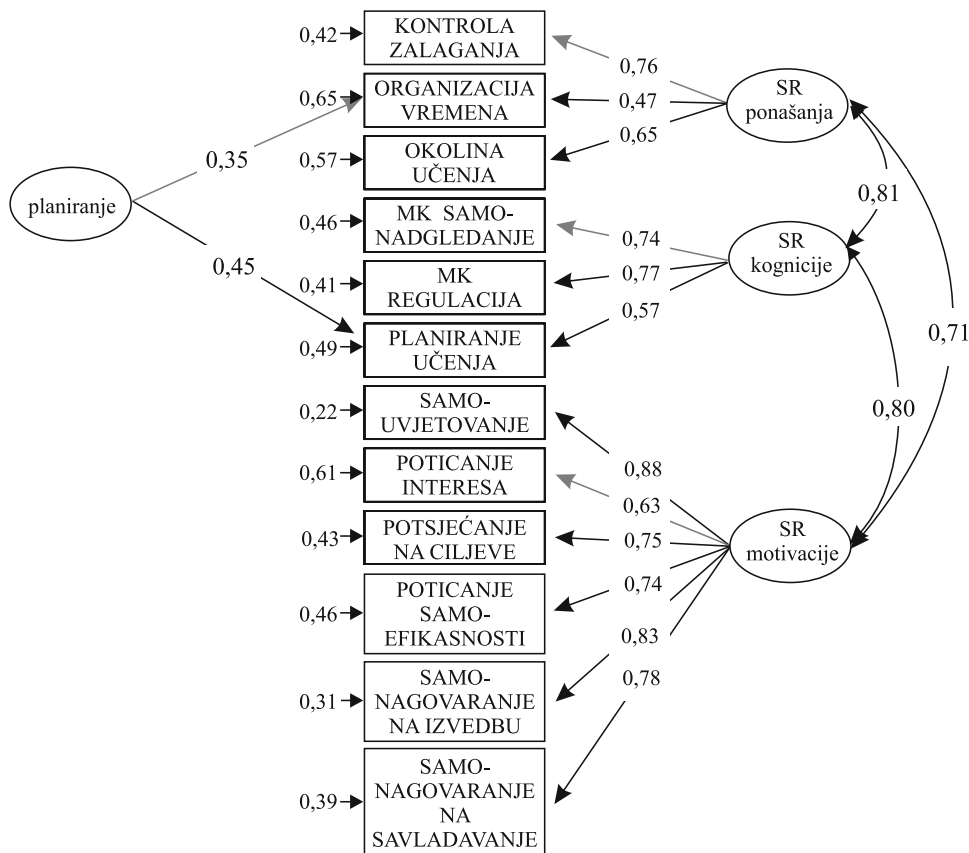 0,42
KONTROLA
ZALAGANJA
0,76
0,65
ORGANIZACIJA
VREMENA
0,47
SR
ponašanja
0,35
0,57
OKOLINA
UČENJA
0,65
planiranje
0,81
0,46
MK SAMO-
NADGLEDANJE
0,74
SR
kognicije
0,45
0,41
MK
REGULACIJA
0,77
0,57
0,49
PLANIRANJE
UČENJA
0,71
0,22
SAMO-
UVJETOVANJE
0,80
0,61
POTICANJE
INTERESA
0,88
0,63
0,43
POTSJEĆANJE
NA CILJEVE
0,75
SR
motivacije
0,46
POTICANJE
SAMO-
EFIKASNOSTI
0,74
0,83
0,31
SAMO-
NAGOVARANJE
NA IZVEDBU
0,78
0,39
SAMO-
NAGOVARANJE
NA
SAVLADAVANJE